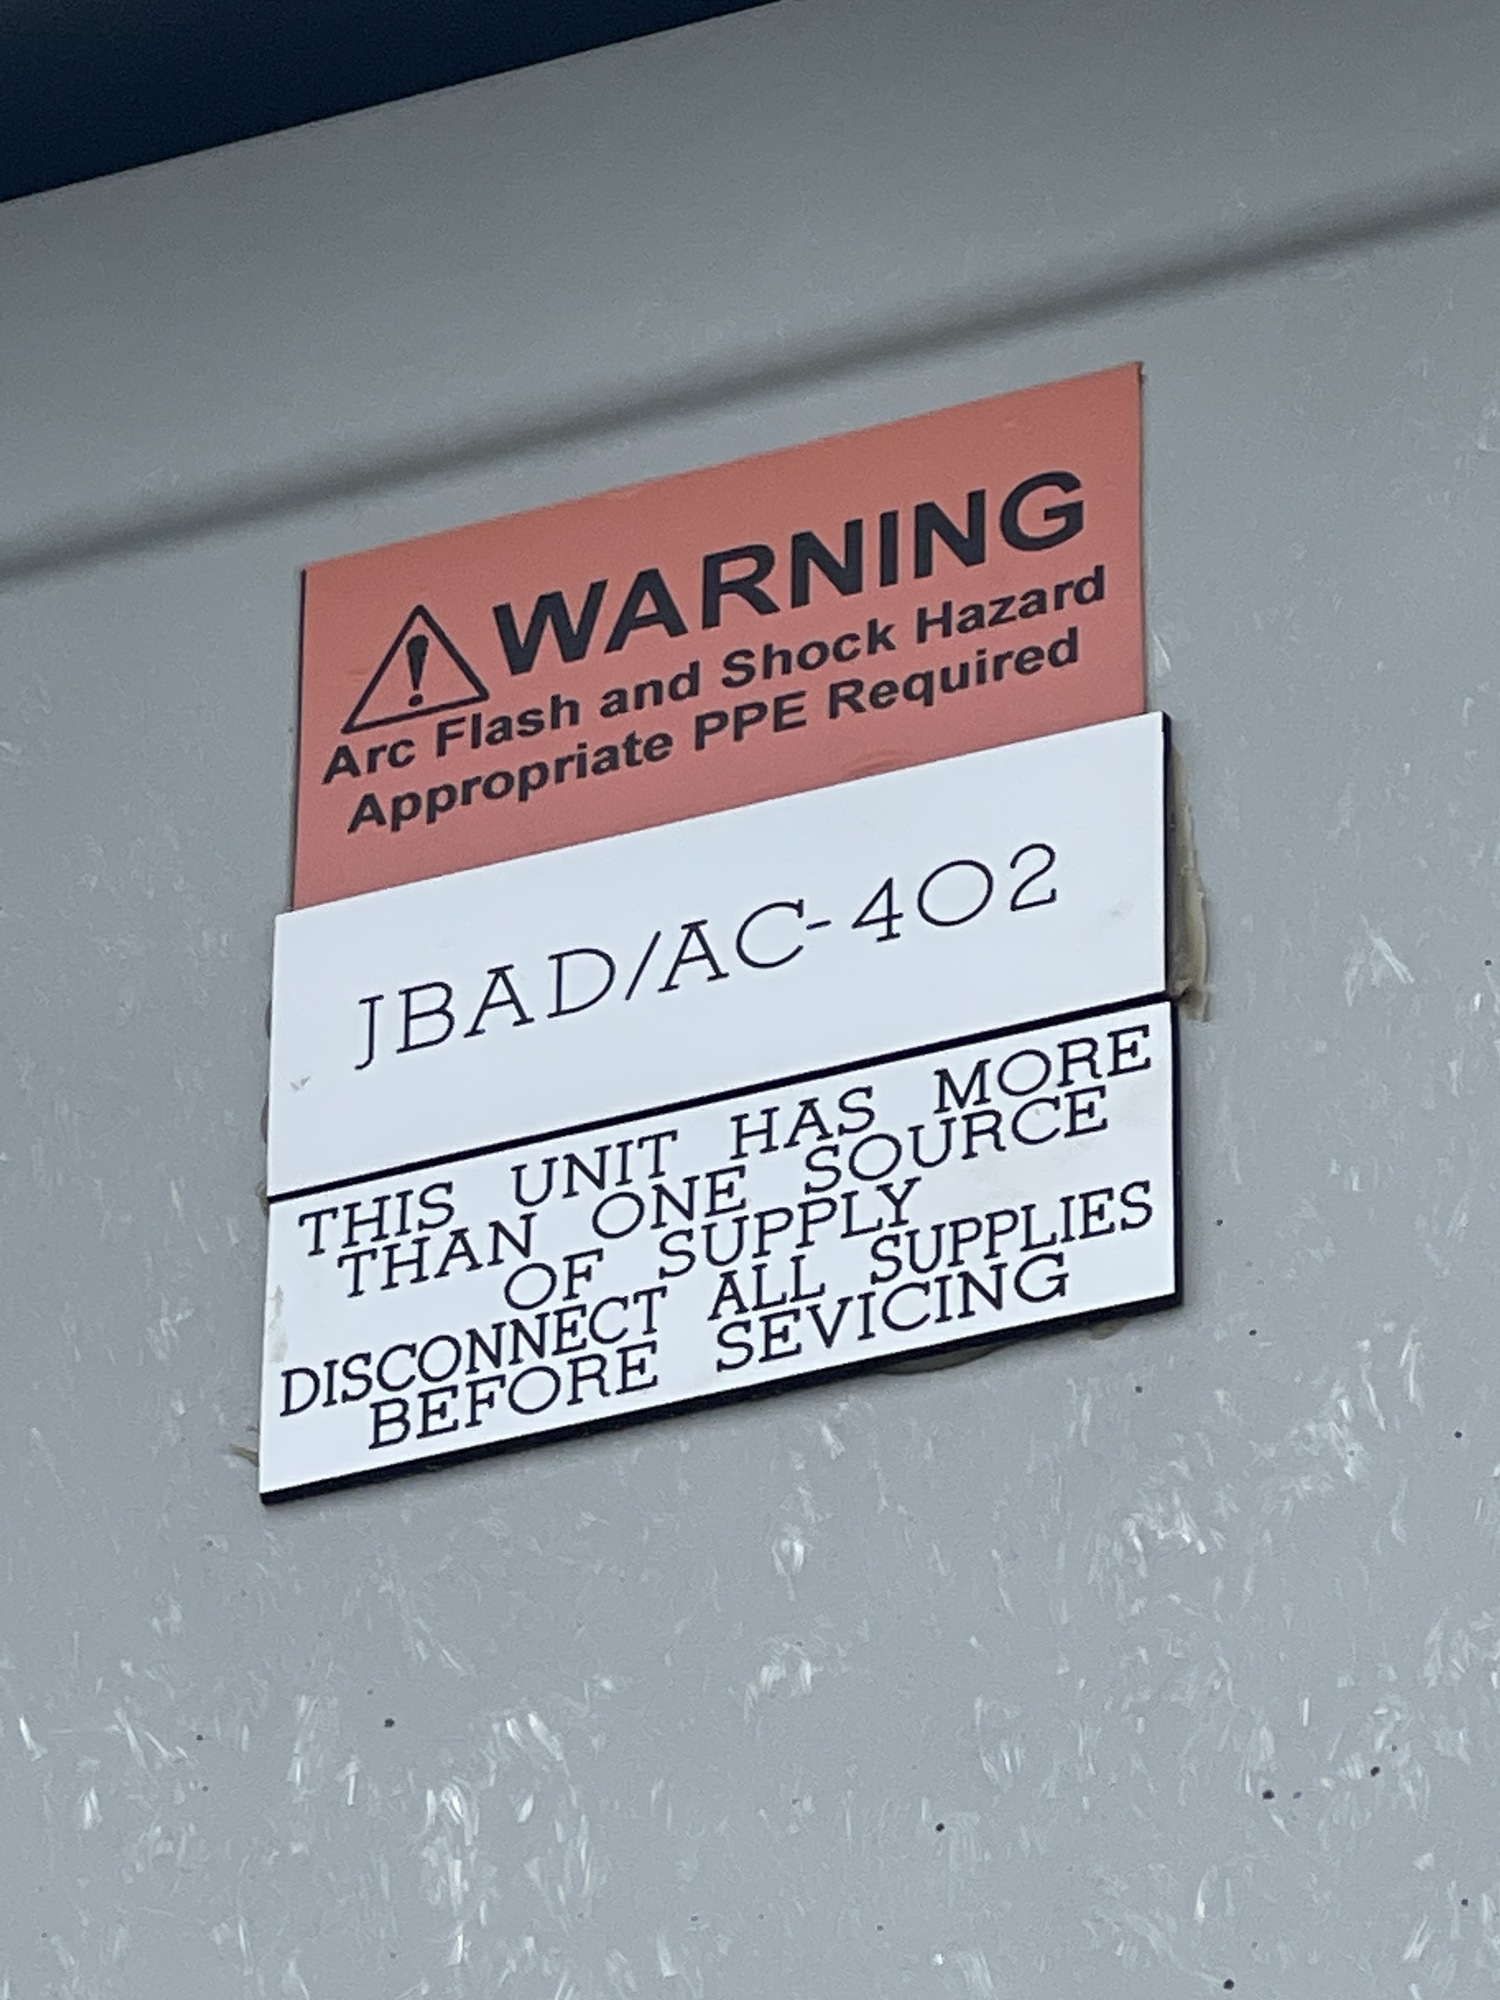 WARNING
Arc Flash and Shock Hazard
Appropriate PPE Required
JBAD/AC-402
THIS UNIT HAS MORE
THAN ONE SOURCE
OF SUPPLY
DISCONNECT ALL SUPPLIES
BEFORE SEVICING